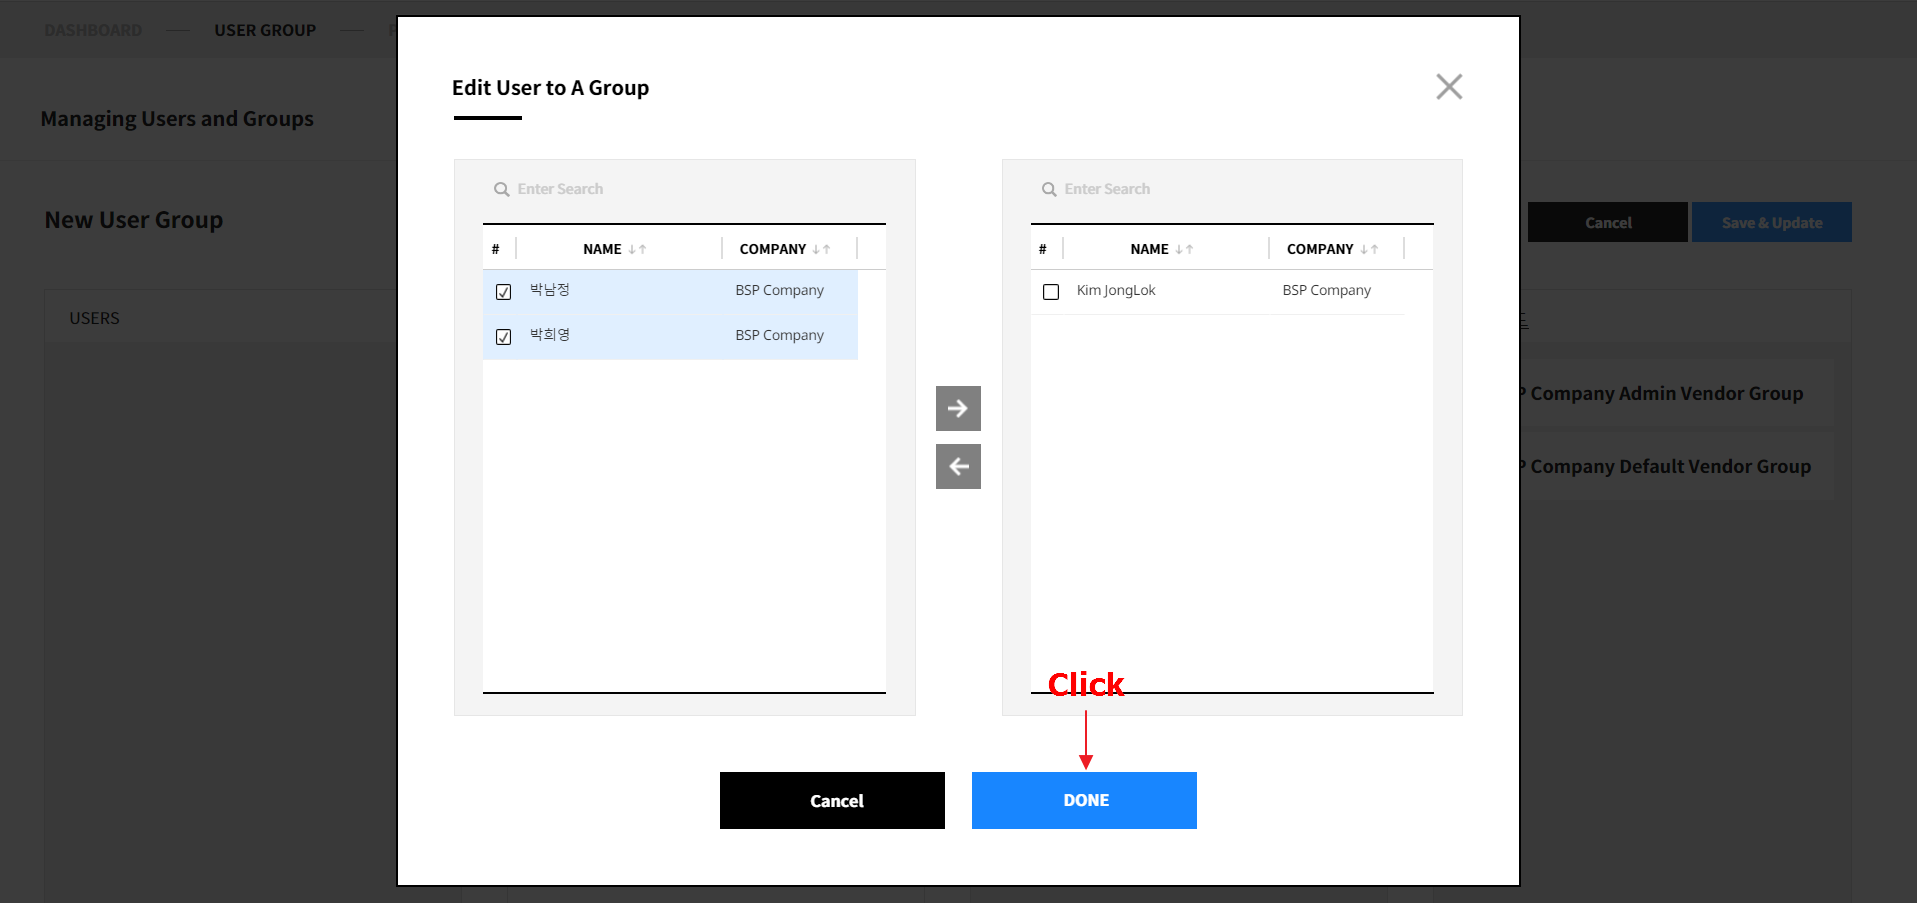 DASHBOARD
USER GROUP
Managing Users and Groups
New User Group
Cancel
Save & Update
USERS
Company Admin Vendor Group
Company Default Vendor Group
Edit User to A Group
Enter Search
# NAME ↓↑ COMPANY ↓↑
박남정 BSP Company
박희영 BSP Company
Enter Search
# NAME ↓↑ COMPANY ↓↑
Kim JongLok BSP Company
Click
Cancel
DONE